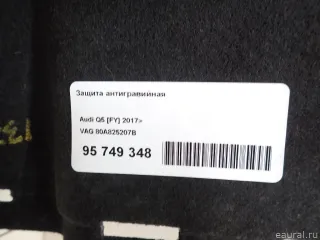 Защита антигравийная
Audi Q5 [FY] 2017>
VAG 80A825207B
95 749 348
eaural.ru